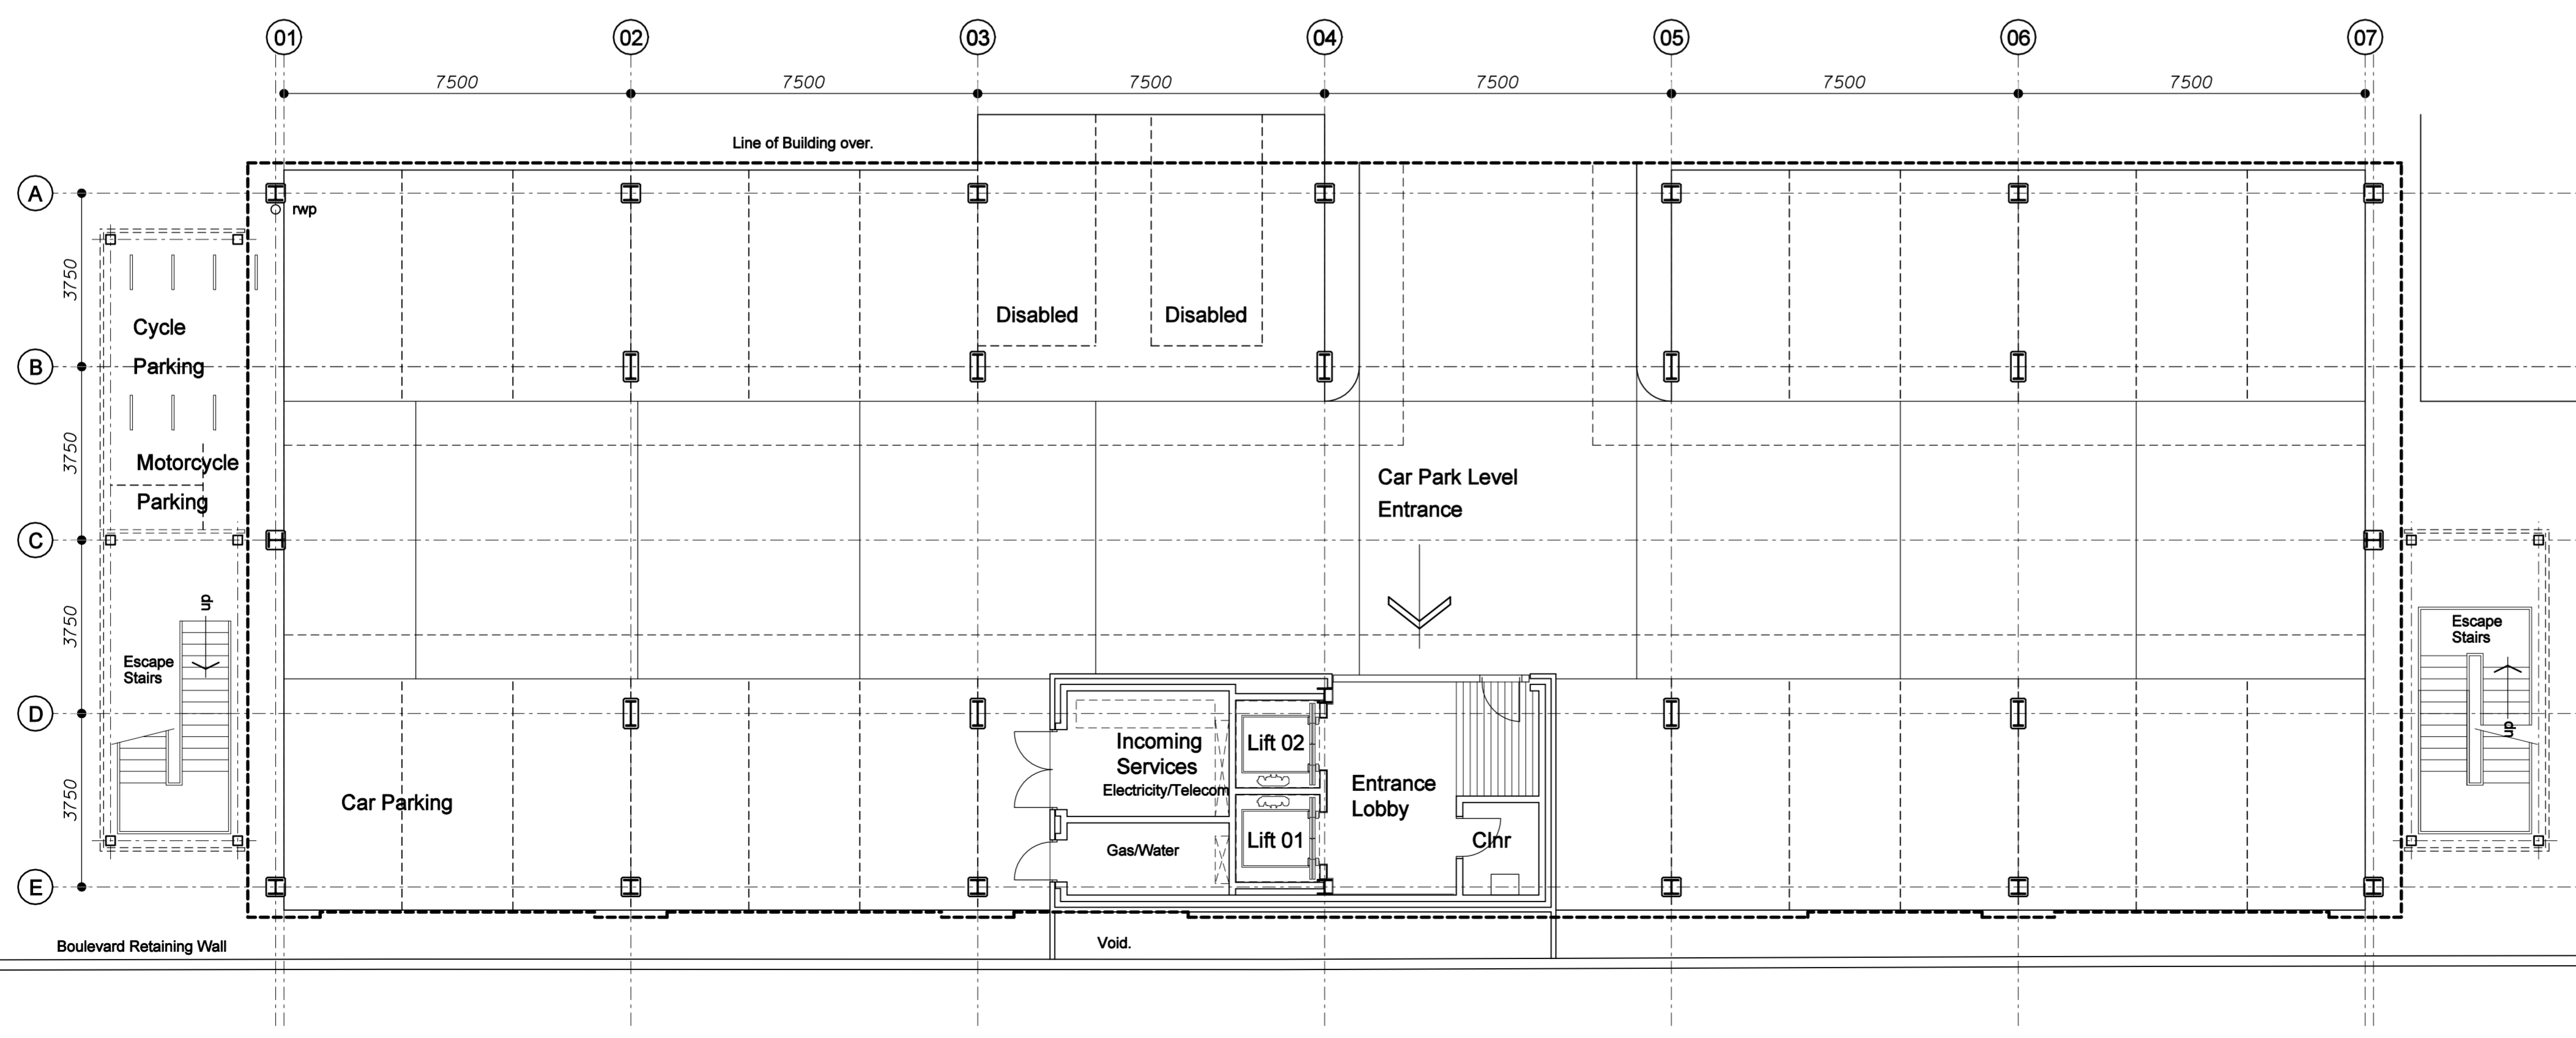 01 02 03 04 05 06 07
7500 7500 7500 7500 7500 7500
Line of Building over.
A
rwp
3750
Disabled Disabled
Cycle
Parking
B
3750
Motorcycle
Parking
Car Park Level
Entrance
C
dn
3750
Escape
Stairs
Escape
Stairs
dn
D
Incoming
Services
Electricity/Telecom
Lift 02
Entrance
Lobby
3750
Car Parking
Gas/Water
Lift 01
Clnr
E
Boulevard Retaining Wall
Void.